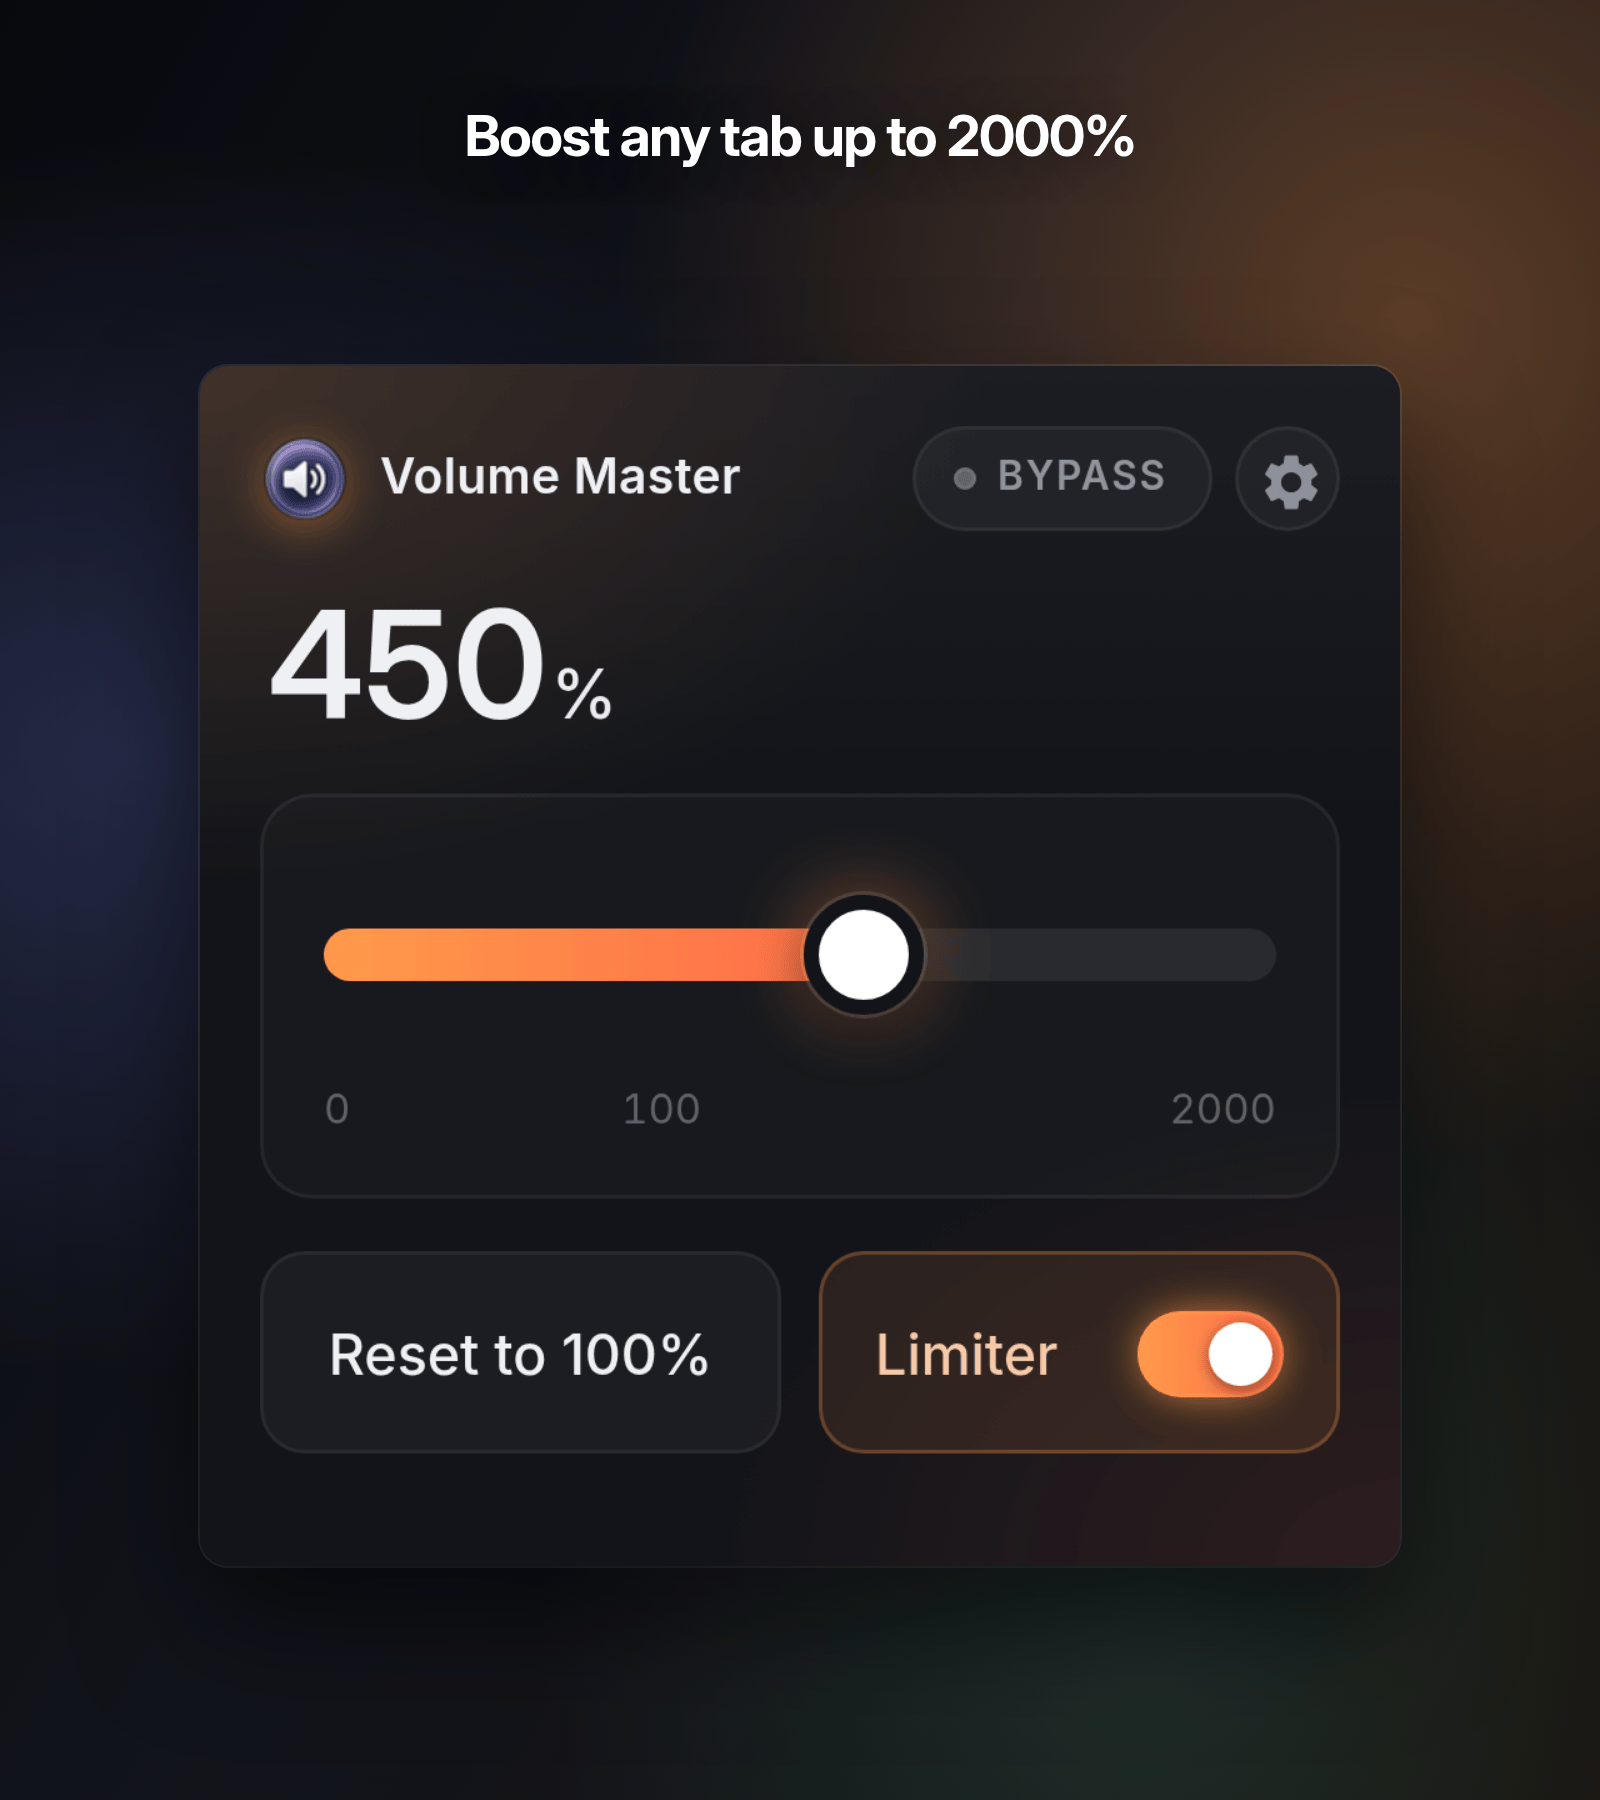 Boost any tab up to 2000%
Volume Master
BYPASS
450%
0 100 2000
Reset to 100%
Limiter